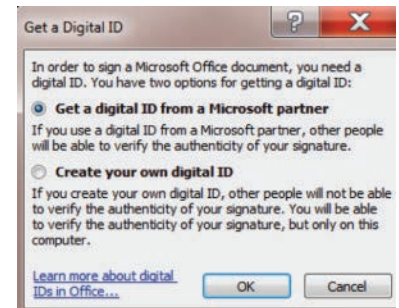 Get a Digital ID
In order to sign a Microsoft Office document, you need a
digital ID. You have two options for getting a digital ID:
Get a digital ID from a Microsoft partner
If you use a digital ID from a Microsoft partner, other people
will be able to verify the authenticity of your signature.
Create your own digital ID
If you create your own digital ID, other people will not be able
to verify the authenticity of your signature. You will be able
to verify the authenticity of your signature, but only on this
computer.
Learn more about digital
IDs in Office...
OK
Cancel